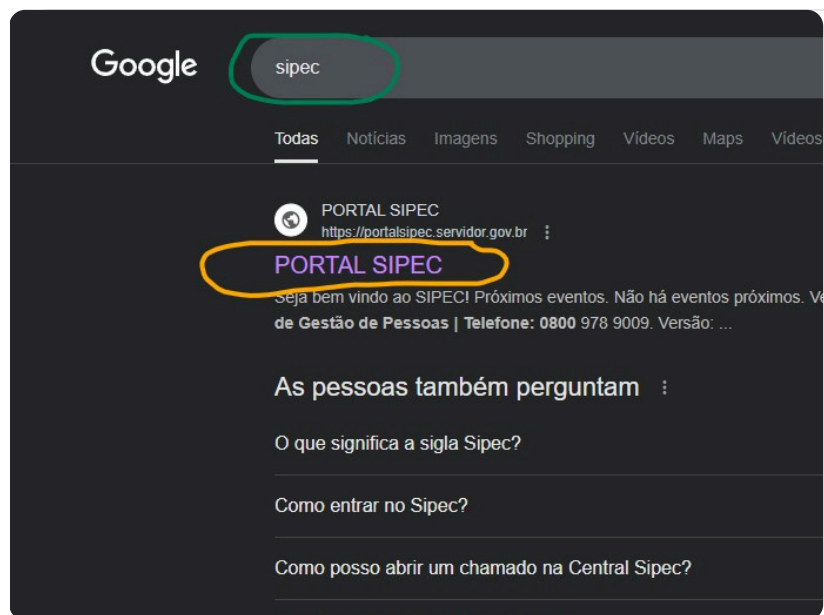 Google
sipec
Todas Notícias Imagens Shopping Vídeos Maps Vídeos
PORTAL SIPEC
https://portalsipec.servidor.gov.br
PORTAL SIPEC
Seja bem vindo ao SIPEC! Próximos eventos. Não há eventos próximos. Ve
de Gestão de Pessoas | Telefone: 0800 978 9009. Versão: ...
As pessoas também perguntam
O que significa a sigla Sipec?
Como entrar no Sipec?
Como posso abrir um chamado na Central Sipec?